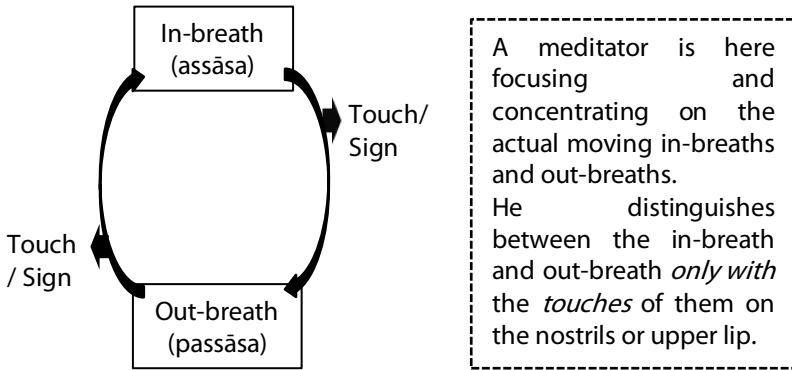 In-breath
(assāsa)
Touch/
Sign
Touch
/ Sign
Out-breath
(passāsa)
A meditator is here
focusing and
concentrating on the
actual moving in-breaths
and out-breaths.
He distinguishes
between the in-breath
and out-breath only with
the touches of them on
the nostrils or upper lip.